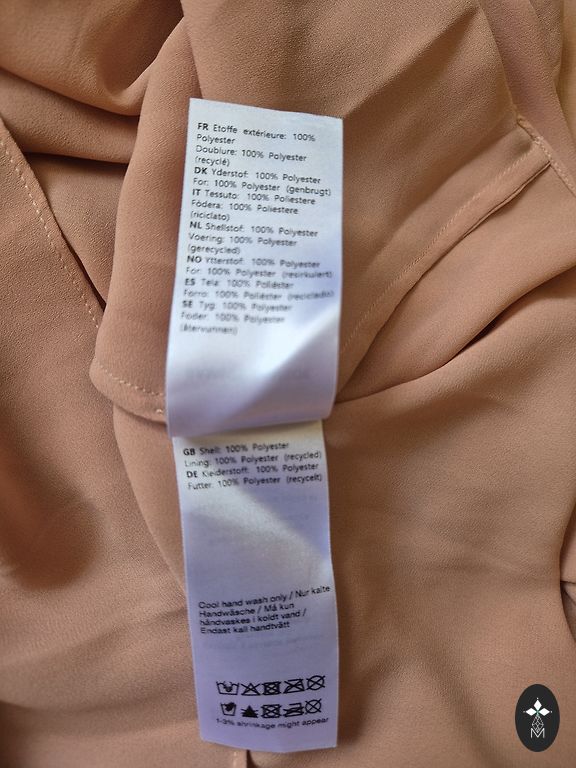 FR Etoffe extérieure: 100%
Polyester
Doublure: 100% Polyester
(recyclé)
DK Yderstof: 100% Polyester
For: 100% Polyester (genbrugt)
IT Tessuto: 100% Poliestere
Fodera: 100% Poliestere
(riciclato)
NL Shellstof: 100% Polyester
Voering: 100% Polyester
(gerecycled)
NO Ytterstof: 100% Polyester
For: 100% Polyester (resirkulert)
ES Tela: 100% Poliéster
Forro: 100% Poliéster (reciclado)
SE Tyg: 100% Polyester
Foder: 100% Polyester
(återvunnen)
GB Shell: 100% Polyester
Lining: 100% Polyester (recycled)
DE Kleiderstoff: 100% Polyester
Futter: 100% Polyester (recycelt)
Cool hand wash only / Nur kalte
Handwäsche / Må kun
håndvaskes i koldt vand /
Endast kall handtvätt
1-3% shrinkage might appear